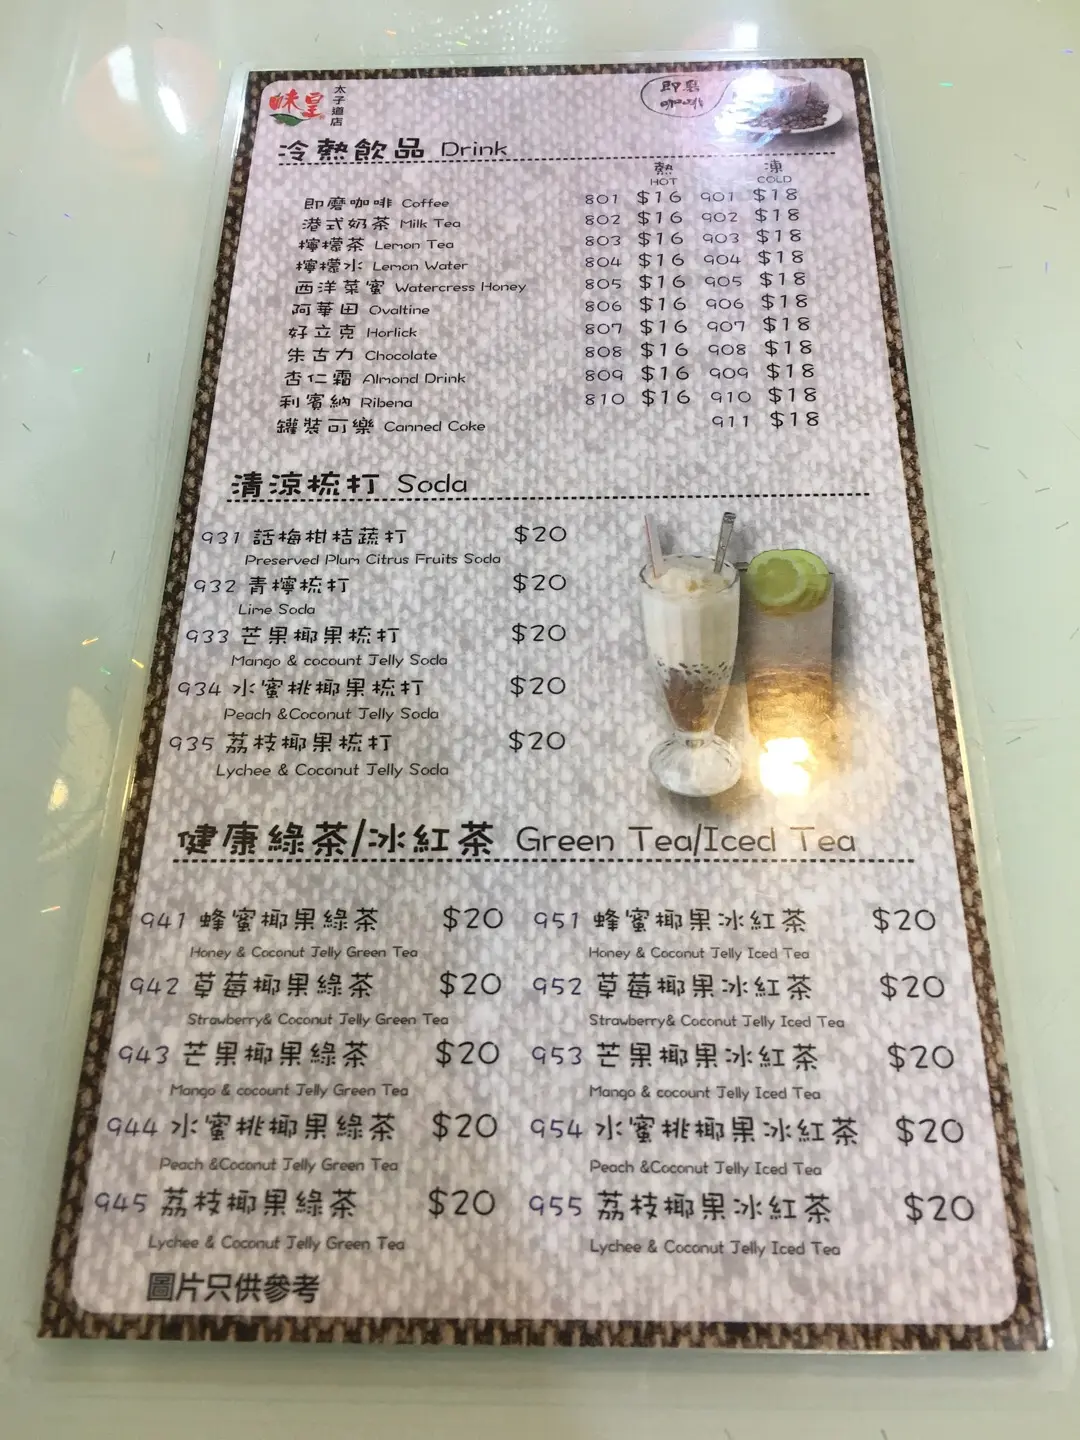 味皇 太子道店
即磨咖啡
冷熱飲品 Drink
熱 凍
HOT COLD
即磨咖啡 Coffee 801 $16 901 $18
港式奶茶 Milk Tea 802 $16 902 $18
檸檬茶 Lemon Tea 803 $16 903 $18
檸檬水 Lemon Water 804 $16 904 $18
西洋菜蜜 Watercress Honey 805 $16 905 $18
阿華田 Ovaltine 806 $16 906 $18
好立克 Horlick 807 $16 907 $18
朱古力 Chocolate 808 $16 908 $18
杏仁霜 Almond Drink 809 $16 909 $18
利賓納 Ribena 810 $16 910 $18
罐裝可樂 Canned Coke 911 $18
清涼梳打 Soda
931 話梅柑桔蔬打 $20
Preserved Plum Citrus Fruits Soda
932 青檸梳打 $20
Lime Soda
933 芒果椰果梳打 $20
Mango & cocount Jelly Soda
934 水蜜桃椰果梳打 $20
Peach &Coconut Jelly Soda
935 荔枝椰果梳打 $20
Lychee & Coconut Jelly Soda
健康綠茶/冰紅茶 Green Tea/Iced Tea
941 蜂蜜椰果綠茶 $20 951 蜂蜜椰果冰紅茶 $20
Honey & Coconut Jelly Green Tea Honey & Coconut Jelly Iced Tea
942 草莓椰果綠茶 $20 952 草莓椰果冰紅茶 $20
Strawberry& Coconut Jelly Green Tea Strawberry& Coconut Jelly Iced Tea
943 芒果椰果綠茶 $20 953 芒果椰果冰紅茶 $20
Mango & cocount Jelly Green Tea Mango & cocount Jelly Iced Tea
944 水蜜桃椰果綠茶 $20 954 水蜜桃椰果冰紅茶 $20
Peach &Coconut Jelly Green Tea Peach &Coconut Jelly Iced Tea
945 荔枝椰果綠茶 $20 955 荔枝椰果冰紅茶 $20
Lychee & Coconut Jelly Green Tea Lychee & Coconut Jelly Iced Tea
圖片只供參考